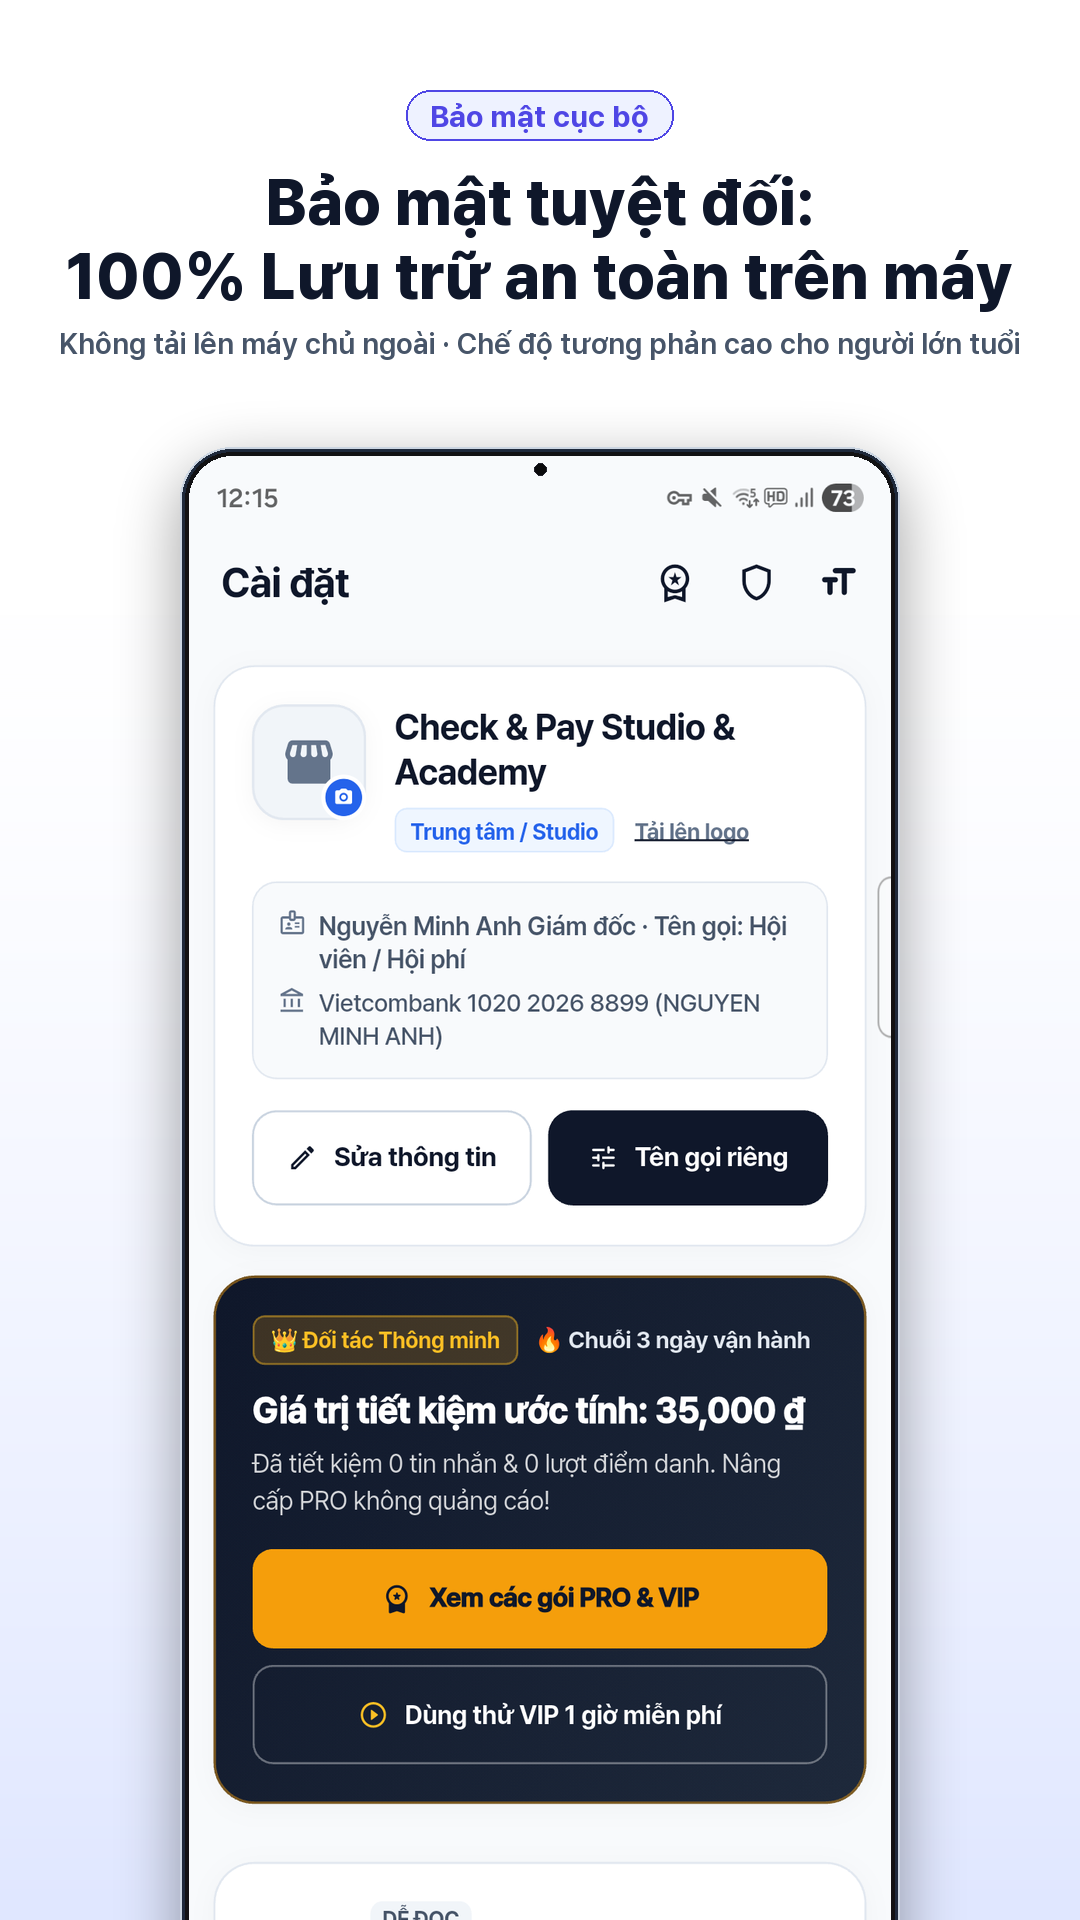 Bảo mật cục bộ
Bảo mật tuyệt đối:
100% Lưu trữ an toàn trên máy
Không tải lên máy chủ ngoài · Chế độ tương phản cao cho người lớn tuổi
12:15
5 HD 73
Cài đặt
Check & Pay Studio &
Academy
Trung tâm / Studio Tải lên logo
Nguyễn Minh Anh Giám đốc · Tên gọi: Hội
viên / Hội phí
Vietcombank 1020 2026 8899 (NGUYEN
MINH ANH)
Sửa thông tin
Tên gọi riêng
👑 Đối tác Thông minh 🔥 Chuỗi 3 ngày vận hành
Giá trị tiết kiệm ước tính: 35,000 ₫
Đã tiết kiệm 0 tin nhắn & 0 lượt điểm danh. Nâng
cấp PRO không quảng cáo!
Xem các gói PRO & VIP
Dùng thử VIP 1 giờ miễn phí
DỄ ĐỌC